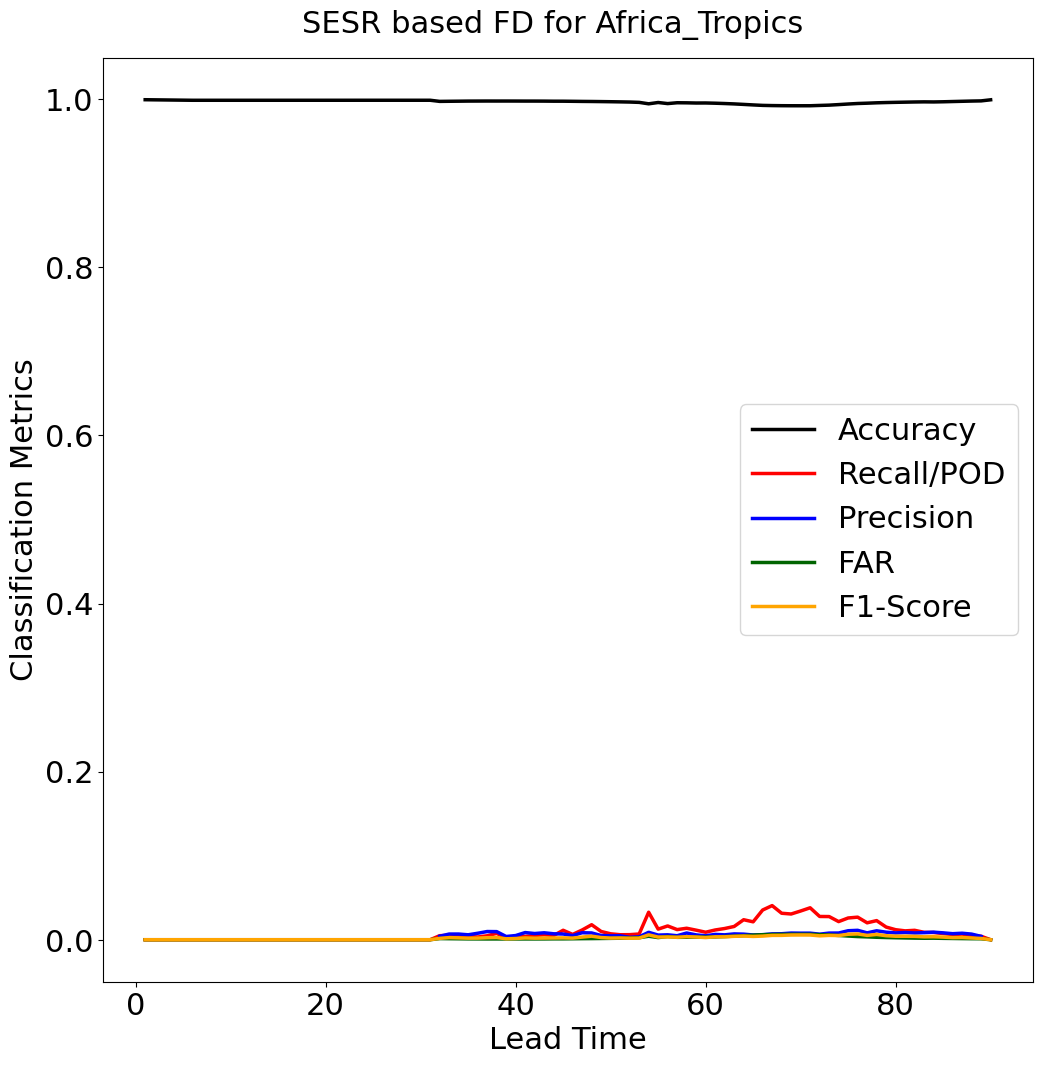 SESR based FD for Africa_Tropics
Classification Metrics
1.0
0.8
0.6
0.4
0.2
0.0
Accuracy
Recall/POD
Precision
FAR
F1-Score
0 20 40 60 80
Lead Time